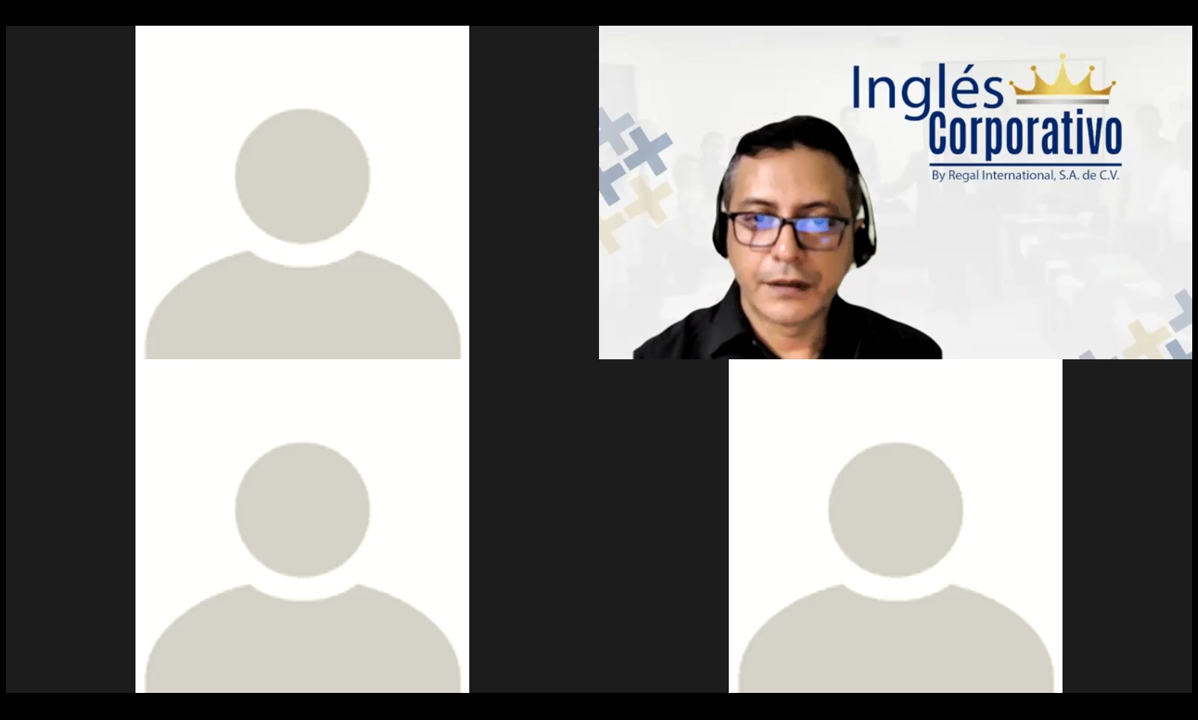 Inglés
Corporativo
By Regal International, S.A. de C.V.